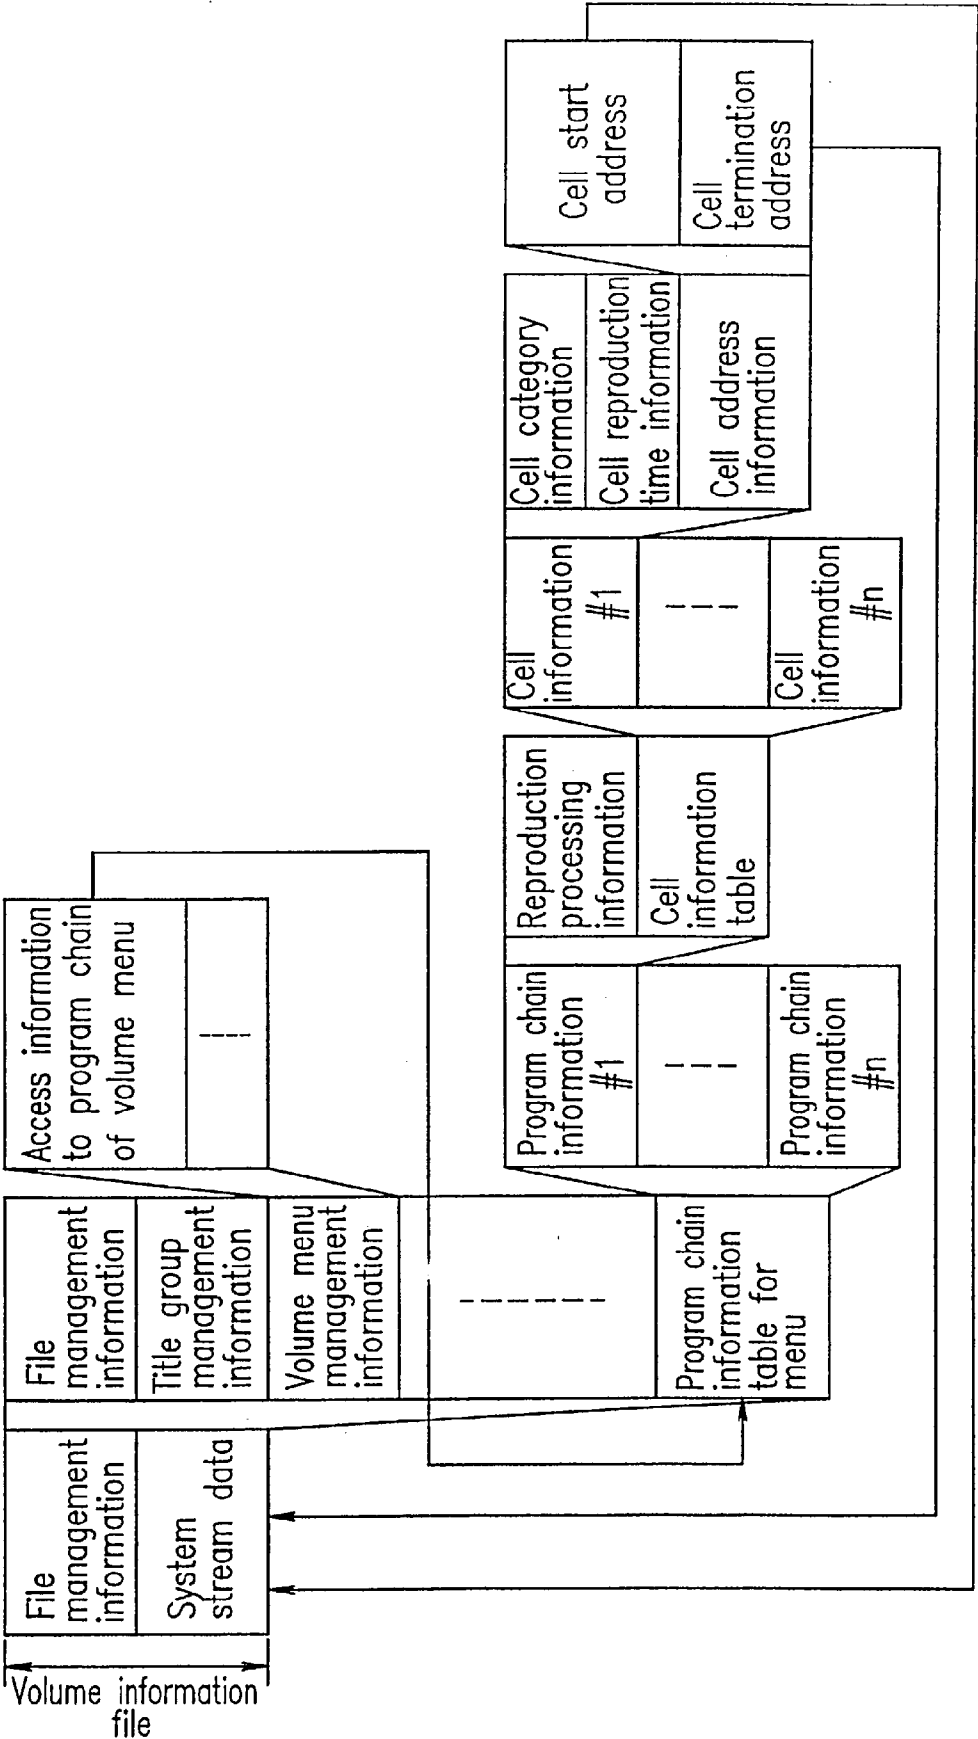 Volume information
file
File
management
information
System
stream data
File
management
information
Title group
management
information
Volume menu
management
information
Program chain
information
table for
menu
Access information
to program chain
of volume menu
Program chain
information
#1
Program chain
information
#n
Reproduction
processing
information
Cell
information
table
Cell
information
#1
Cell
information
#n
Cell category
information
Cell reproduction
time information
Cell address
information
Cell start
address
Cell
termination
address